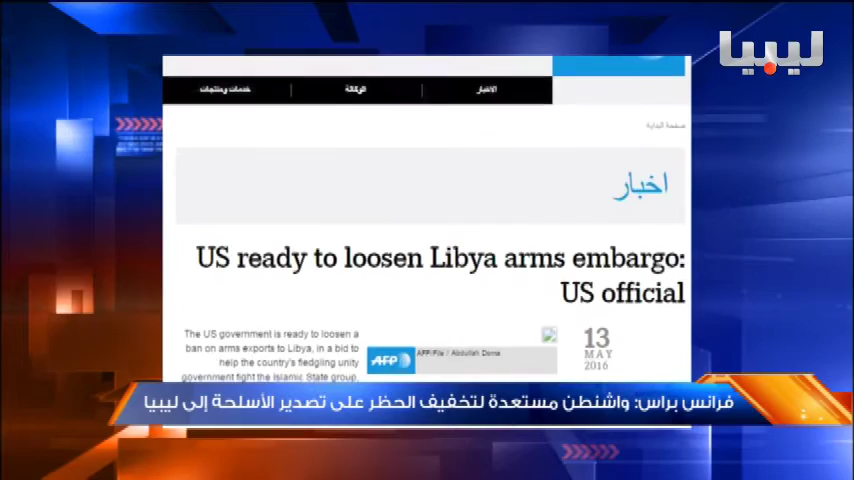 ليبيا
الاخبار
الوكالة
خدمات ومنتجات
صفحة البداية
اخبار
US ready to loosen Libya arms embargo:
US official
The US government is ready to loosen a
ban on arms exports to Libya, in a bid to
help the country's fledgling unity
government fight the Islamic State group,
AFP
AFP/File / Abdullah Doma
13
MAY
2016
فرانس براس: واشنطن مستعدة لتخفيف الحظر على تصدير الأسلحة إلى ليبيا